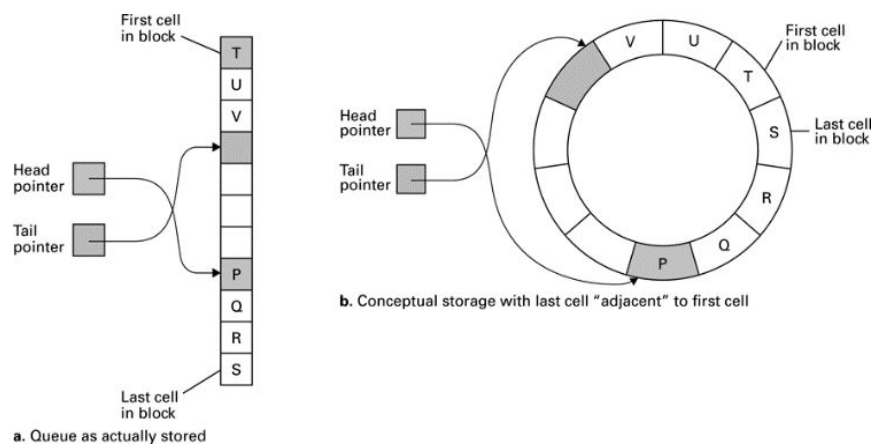 First cell
in block
T
U
V
Head
pointer
Tail
pointer
P
Q
R
S
Last cell
in block
a. Queue as actually stored
V
U
T
S
R
Q
P
First cell
in block
Last cell
in block
Head
pointer
Tail
pointer
b. Conceptual storage with last cell “adjacent” to first cell